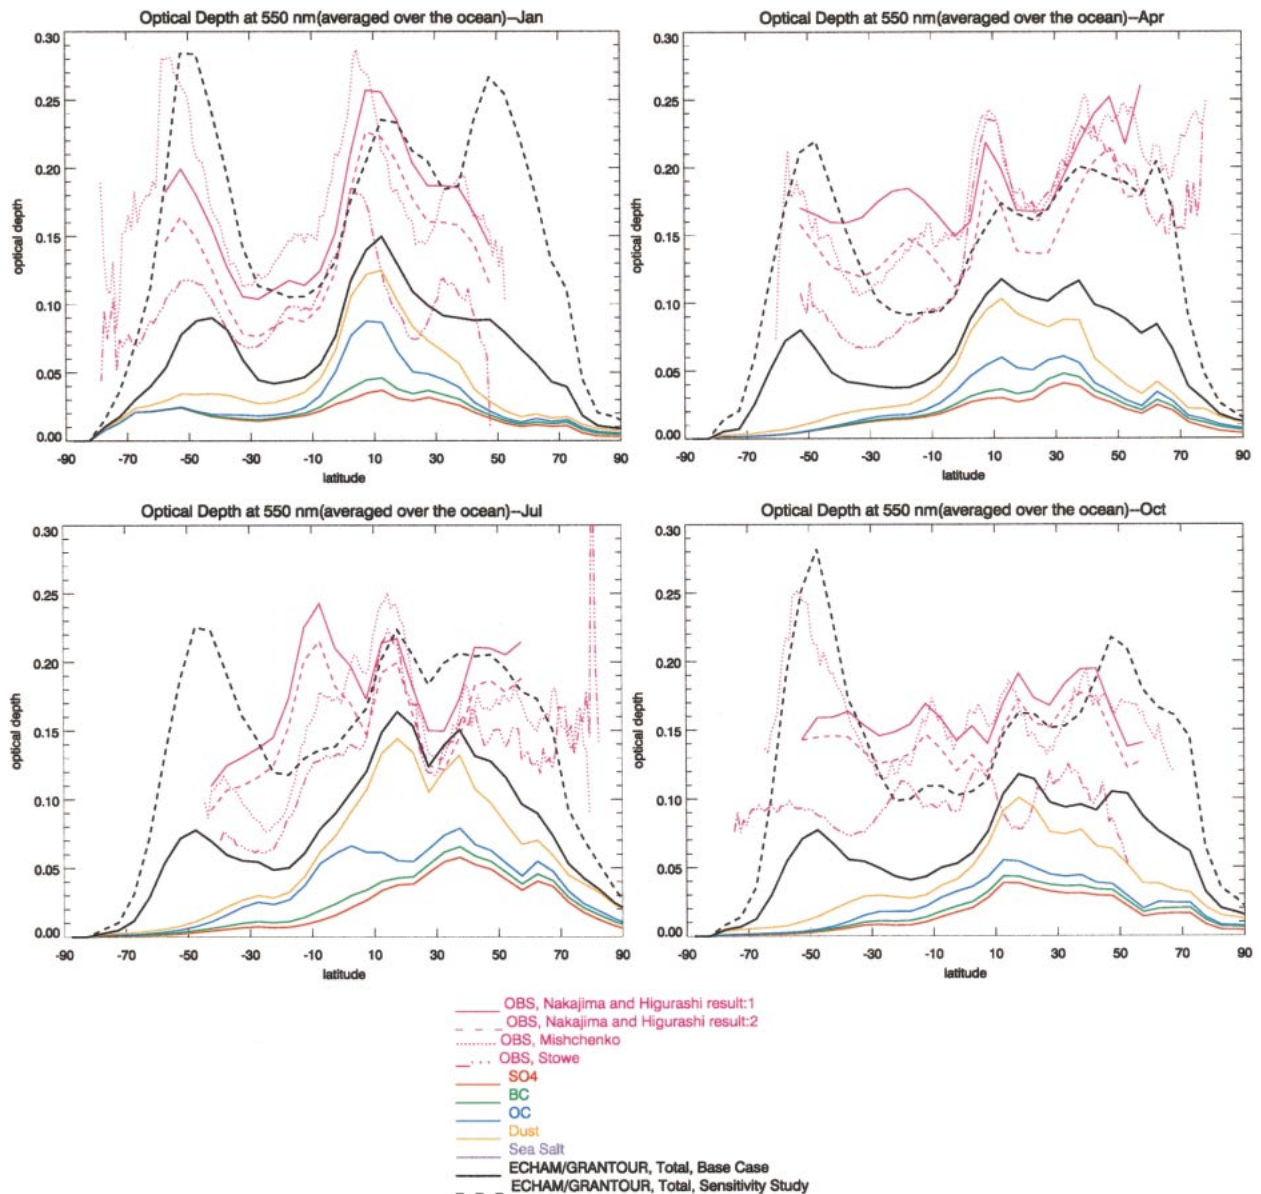 Optical Depth at 550 nm(averaged over the ocean)--Jan
0.30
0.25
0.20
0.15
0.10
0.05
0.00
optical depth
-90 -70 -50 -30 -10 10 30 50 70 90
latitude
Optical Depth at 550 nm(averaged over the ocean)--Apr
0.30
0.25
0.20
0.15
0.10
0.05
0.00
optical depth
-90 -70 -50 -30 -10 10 30 50 70 90
latitude
Optical Depth at 550 nm(averaged over the ocean)--Jul
0.30
0.25
0.20
0.15
0.10
0.05
0.00
optical depth
-90 -70 -50 -30 -10 10 30 50 70 90
latitude
Optical Depth at 550 nm(averaged over the ocean)--Oct
0.30
0.25
0.20
0.15
0.10
0.05
0.00
optical depth
-90 -70 -50 -30 -10 10 30 50 70 90
latitude
OBS, Nakajima and Higurashi result:1
OBS, Nakajima and Higurashi result:2
OBS, Mishchenko
OBS, Stowe
SO4
BC
OC
Dust
Sea Salt
ECHAM/GRANTOUR, Total, Base Case
ECHAM/GRANTOUR, Total, Sensitivity Study